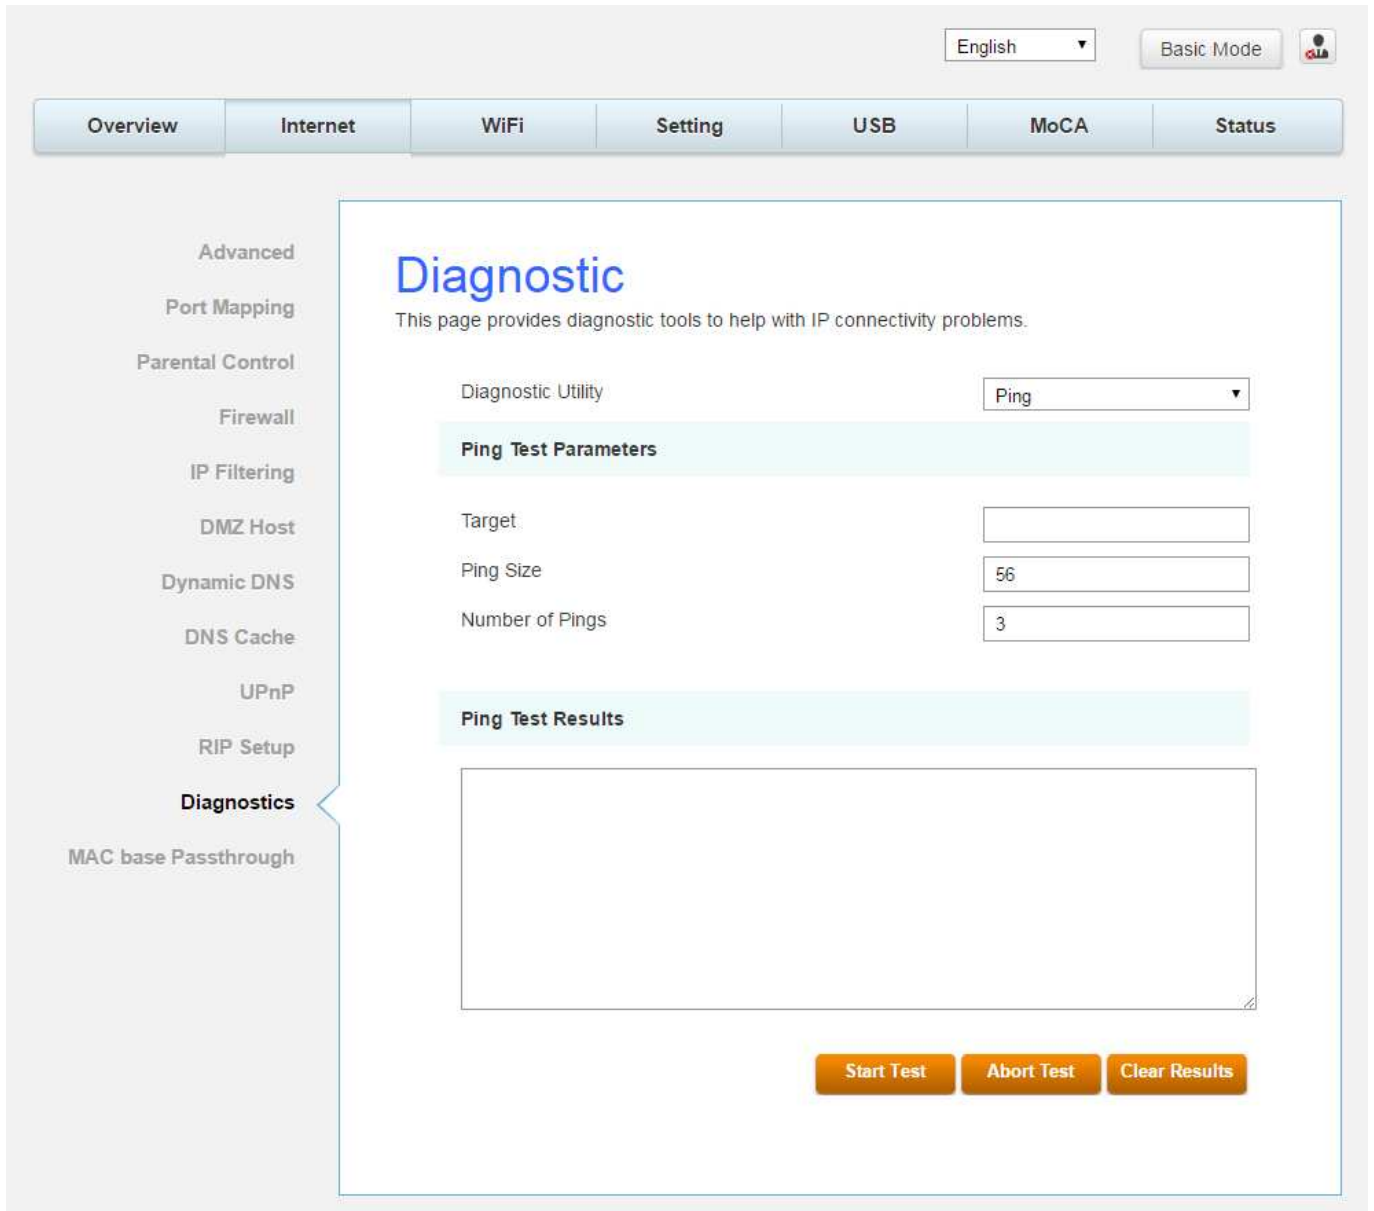 English
Basic Mode
Overview Internet WiFi Setting USB MoCA Status
Advanced
Port Mapping
Parental Control
Firewall
IP Filtering
DMZ Host
Dynamic DNS
DNS Cache
UPnP
RIP Setup
Diagnostics
MAC base Passthrough
Diagnostic
This page provides diagnostic tools to help with IP connectivity problems.
Diagnostic Utility Ping
Ping Test Parameters
Target
Ping Size 56
Number of Pings 3
Ping Test Results
Start Test Abort Test Clear Results